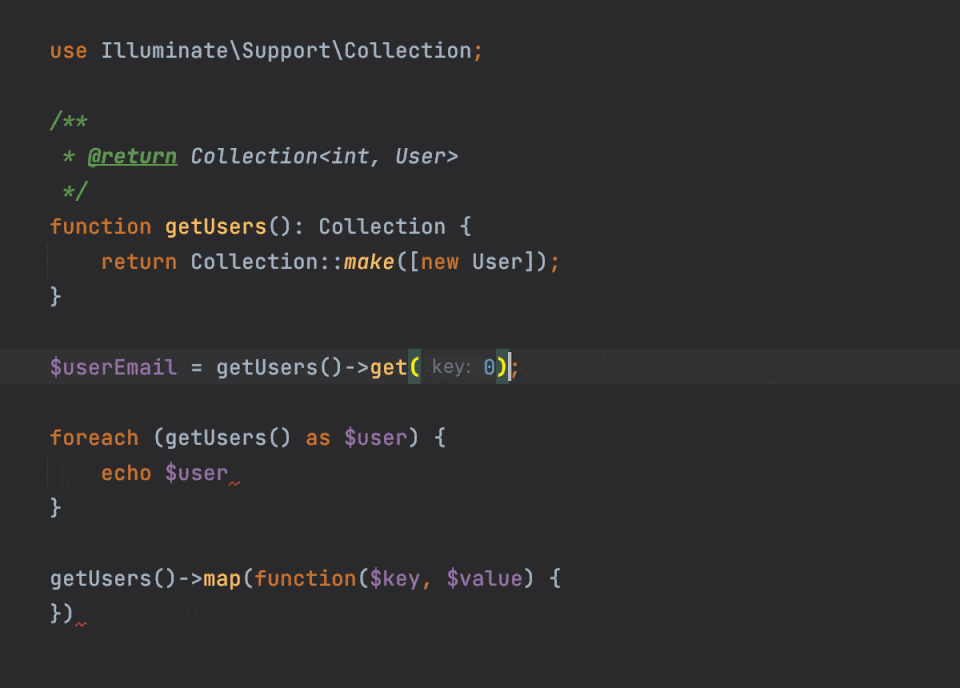 use Illuminate\Support\Collection;
/**
 * @return Collection<int, User>
 */
function getUsers(): Collection {
    return Collection::make([new User]);
}
$userEmail = getUsers()->get( key: 0);
foreach (getUsers() as $user) {
    echo $user
}
getUsers()->map(function($key, $value) {
})